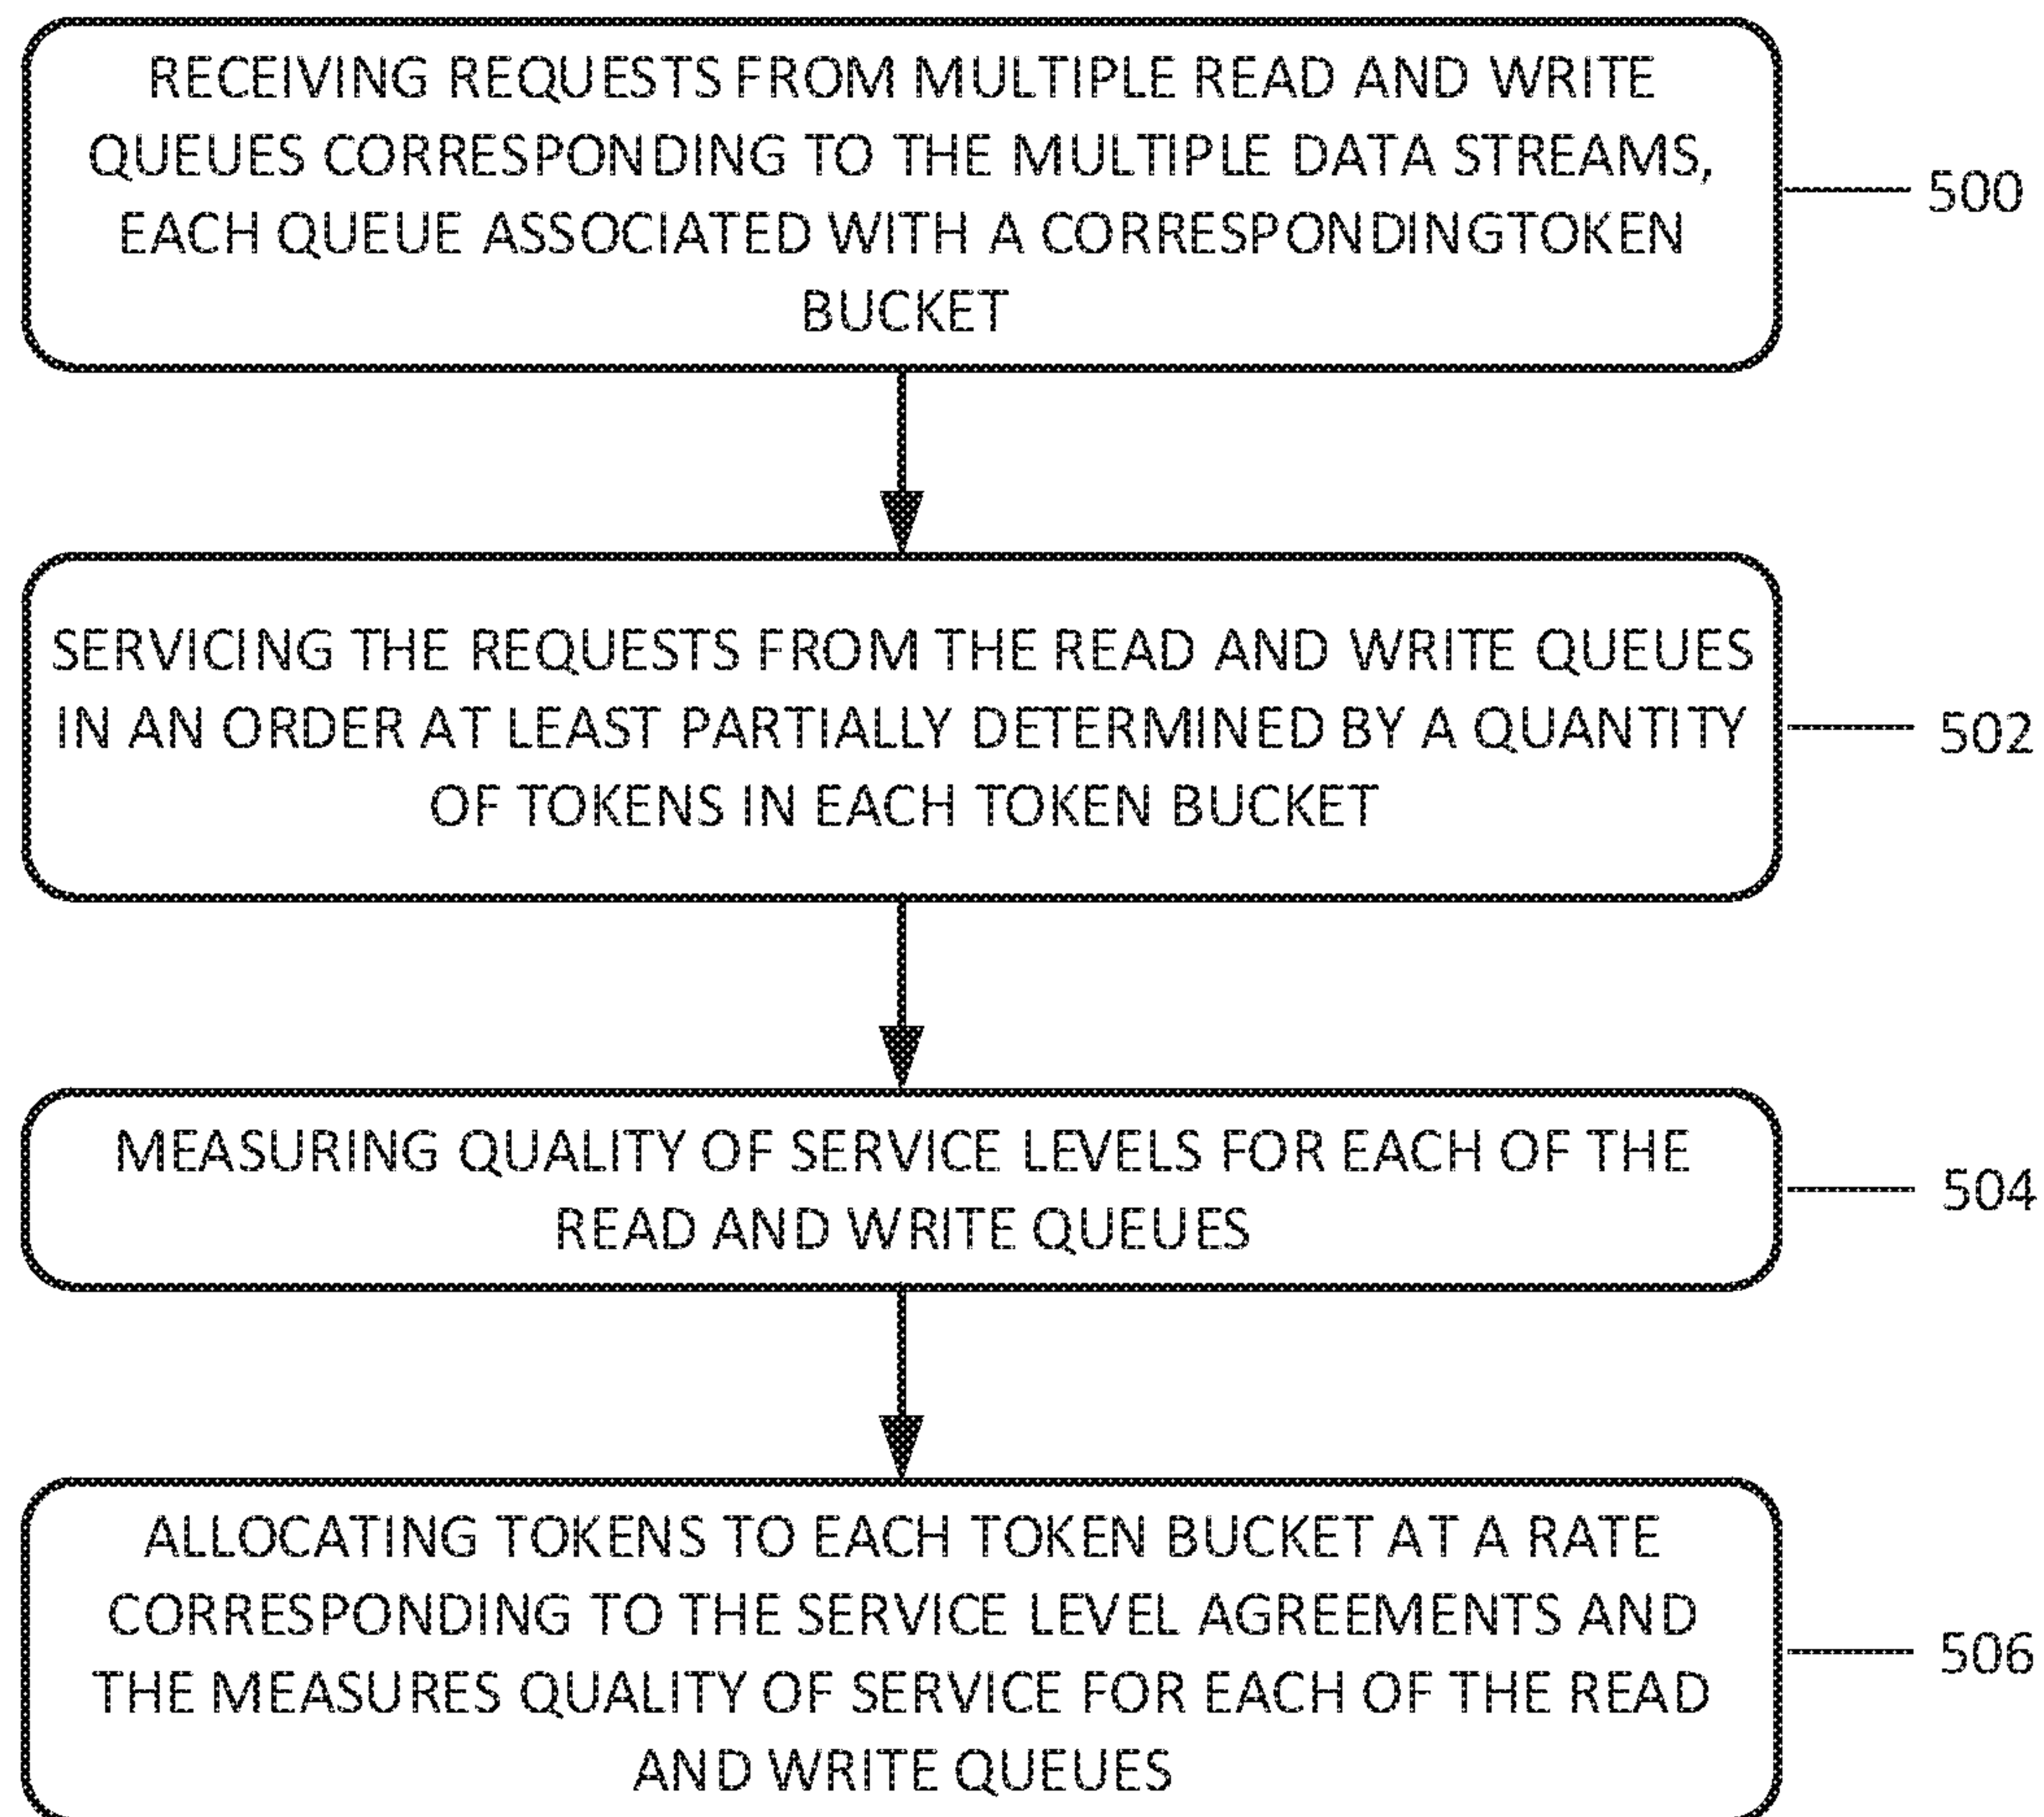 RECEIVING REQUESTS FROM MULTIPLE READ AND WRITE
QUEUES CORRESPONDING TO THE MULTIPLE DATA STREAMS,
EACH QUEUE ASSOCIATED WITH A CORRESPONDINGTOKEN
BUCKET
500
SERVICING THE REQUESTS FROM THE READ AND WRITE QUEUES
IN AN ORDER AT LEAST PARTIALLY DETERMINED BY A QUANTITY
OF TOKENS IN EACH TOKEN BUCKET
502
MEASURING QUALITY OF SERVICE LEVELS FOR EACH OF THE
READ AND WRITE QUEUES
504
ALLOCATING TOKENS TO EACH TOKEN BUCKET AT A RATE
CORRESPONDING TO THE SERVICE LEVEL AGREEMENTS AND
THE MEASURES QUALITY OF SERVICE FOR EACH OF THE READ
AND WRITE QUEUES
506